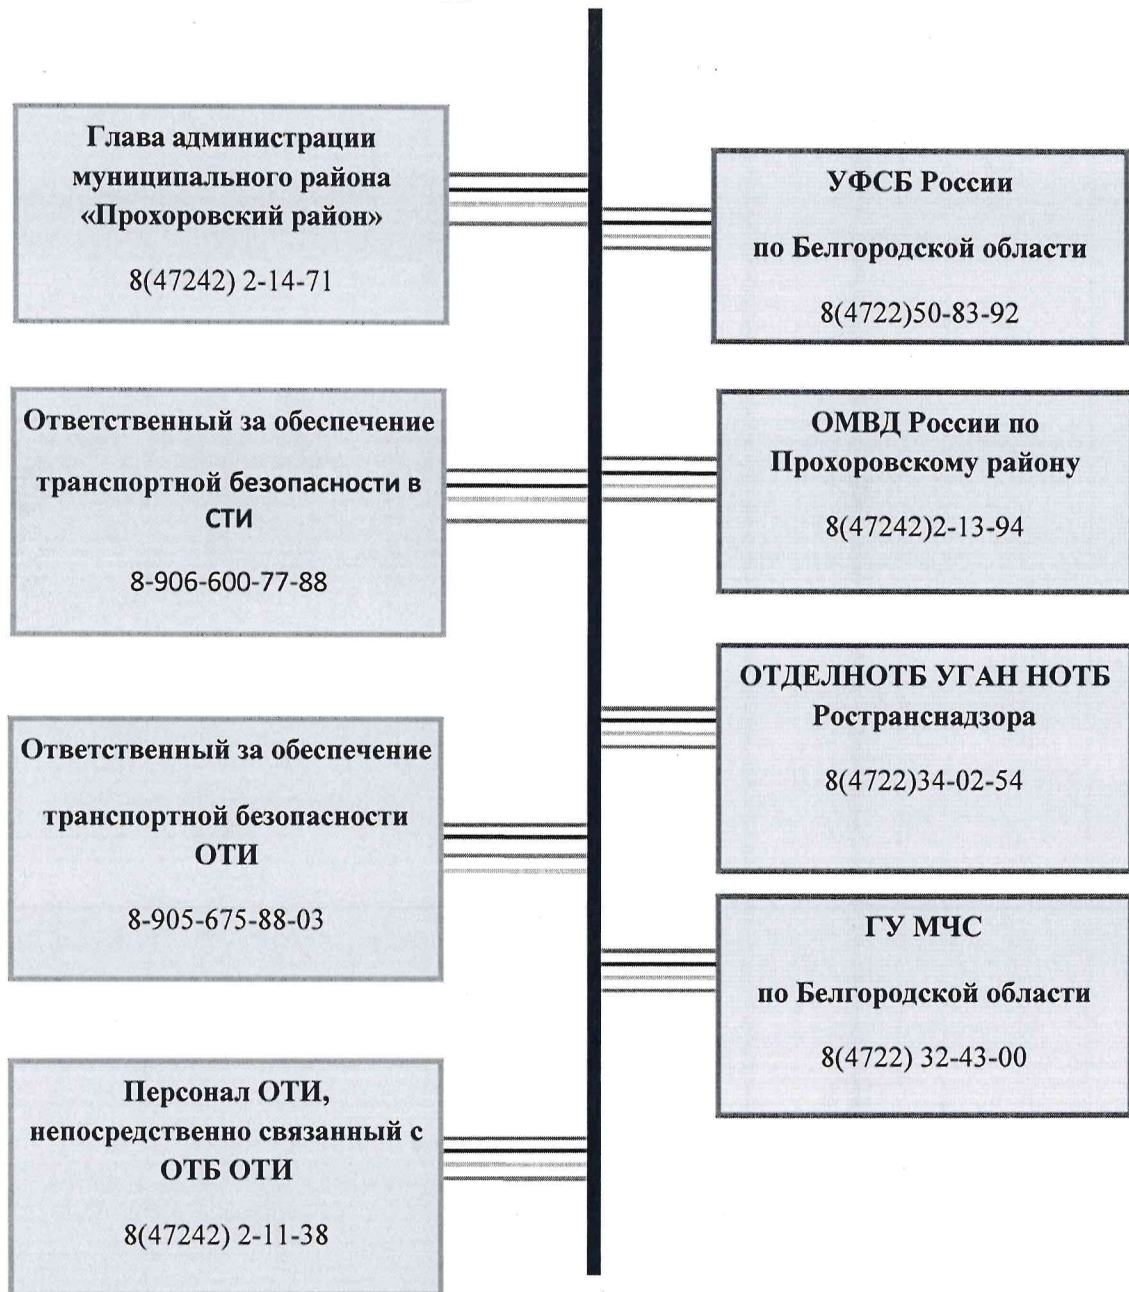 Глава администрации
муниципального района
«Прохоровский район»
8(47242) 2-14-71
Ответственный за обеспечение
транспортной безопасности в
СТИ
8-906-600-77-88
Ответственный за обеспечение
транспортной безопасности
ОТИ
8-905-675-88-03
Персонал ОТИ,
непосредственно связанный с
ОТБ ОТИ
8(47242) 2-11-38
УФСБ России
по Белгородской области
8(4722)50-83-92
ОМВД России по
Прохоровскому району
8(47242)2-13-94
ОТДЕЛНОТБ УГАН НОТБ
Ространснадзора
8(4722)34-02-54
ГУ МЧС
по Белгородской области
8(4722) 32-43-00